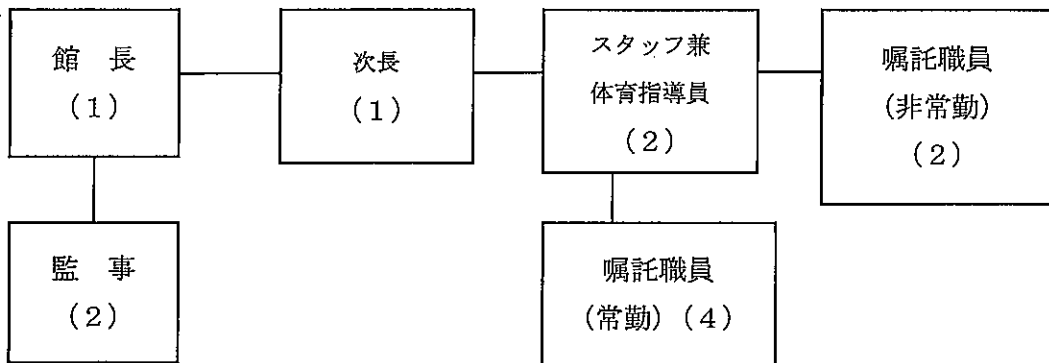 館　長
(1)
次長
(1)
スタッフ兼
体育指導員
(2)
嘱託職員
(非常勤)
(2)
監　事
(2)
嘱託職員
(常勤)(4)